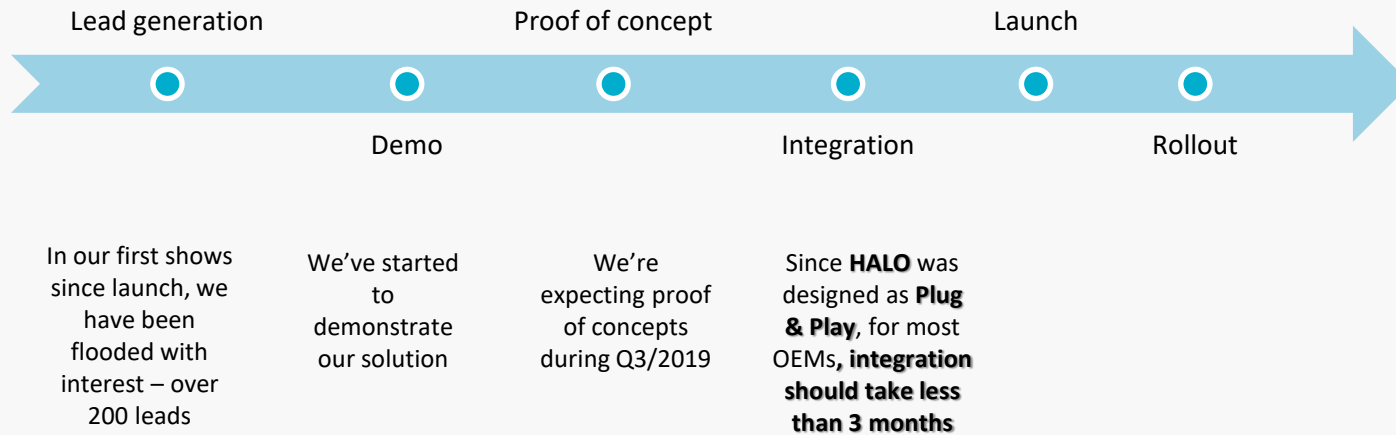 Lead generation
Proof of concept
Launch
Demo
Integration
Rollout
In our first shows
since launch, we
have been
flooded with
interest – over
200 leads
We’ve started
to
demonstrate
our solution
We’re
expecting proof
of concepts
during Q3/2019
Since HALO was
designed as Plug
& Play, for most
OEMs, integration
should take less
than 3 months